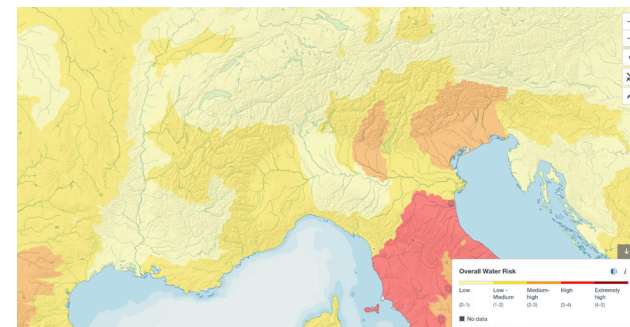 Overall Water Risk
Low Low - Medium Medium- high High Extremely high
(0-1) (1-2) (2-3) (3-4) (4-5)
No data